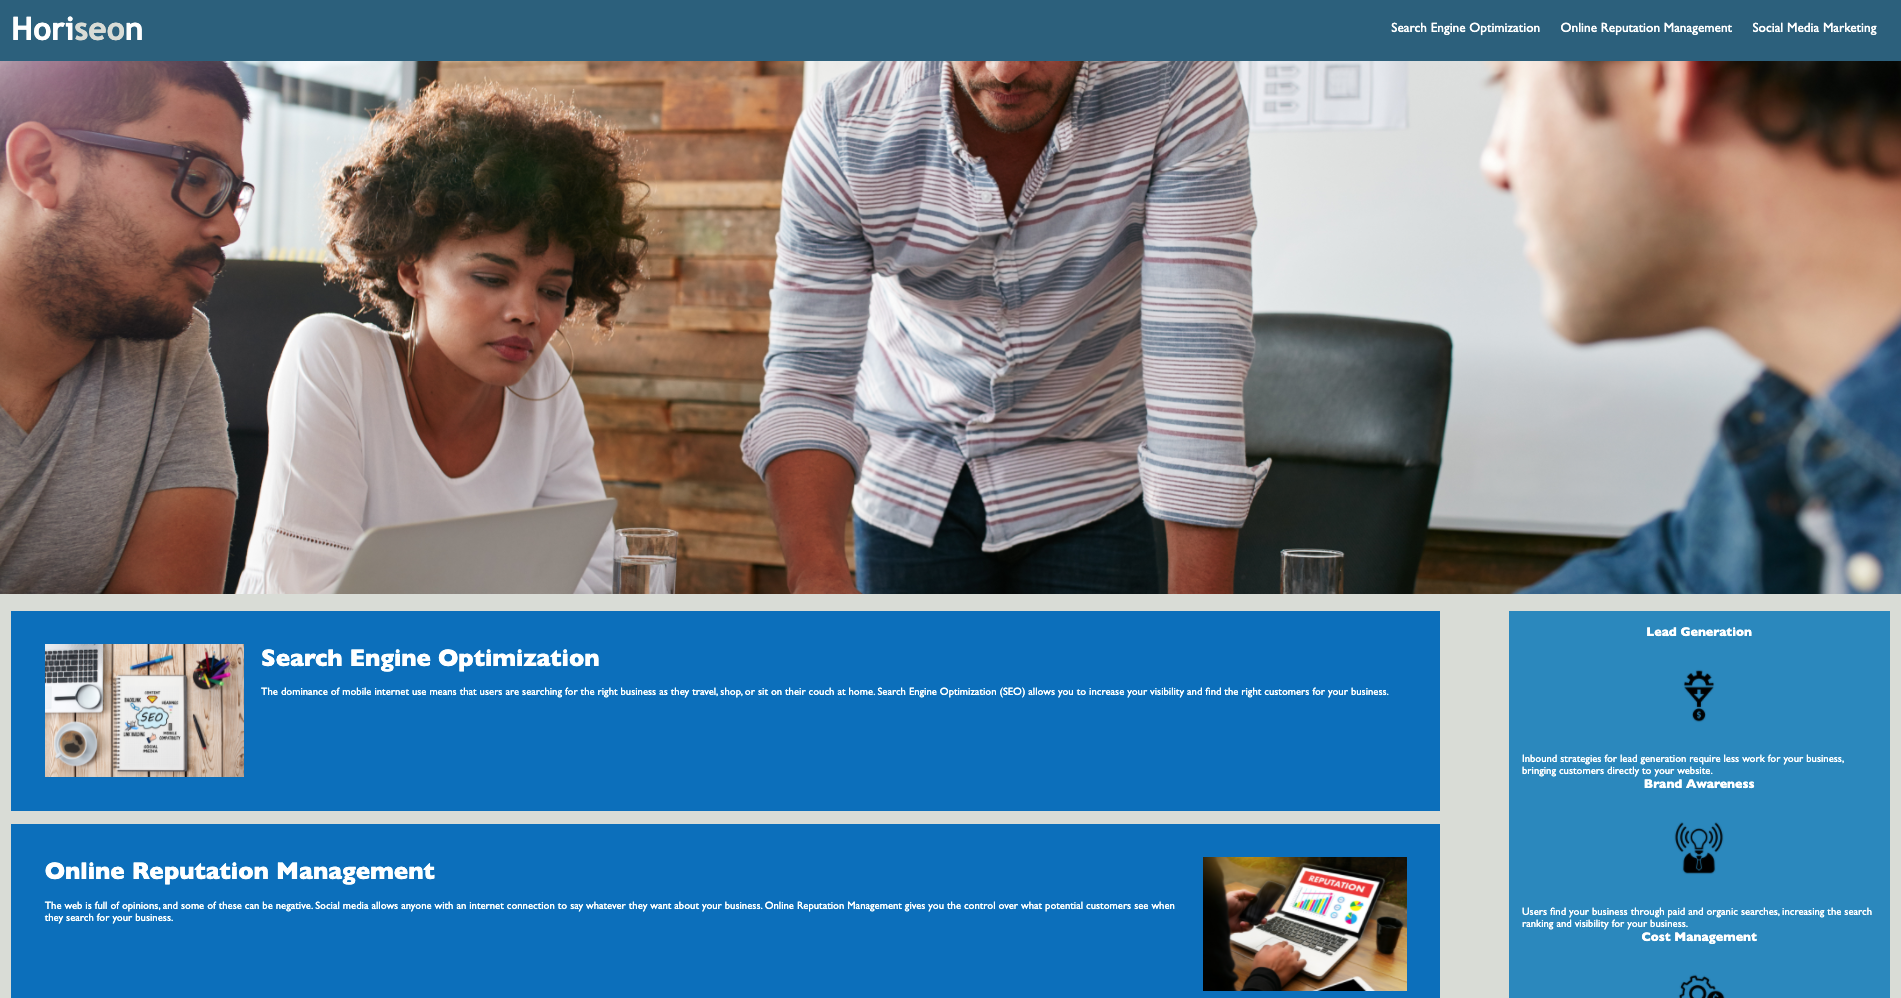 Horiseon
Search Engine Optimization
Online Reputation Management
Social Media Marketing
SEO
Search Engine Optimization
The dominance of mobile internet use means that users are searching for the right business as they travel, shop, or sit on their couch at home. Search Engine Optimization (SEO) allows you to increase your visibility and find the right customers for your business.
Online Reputation Management
The web is full of opinions, and some of these can be negative. Social media allows anyone with an internet connection to say whatever they want about your business. Online Reputation Management gives you the control over what potential customers see when
they search for your business.
REPUTATION
Lead Generation
Inbound strategies for lead generation require less work for your business,
bringing customers directly to your website.
Brand Awareness
Users find your business through paid and organic searches, increasing the search
ranking and visibility for your business.
Cost Management